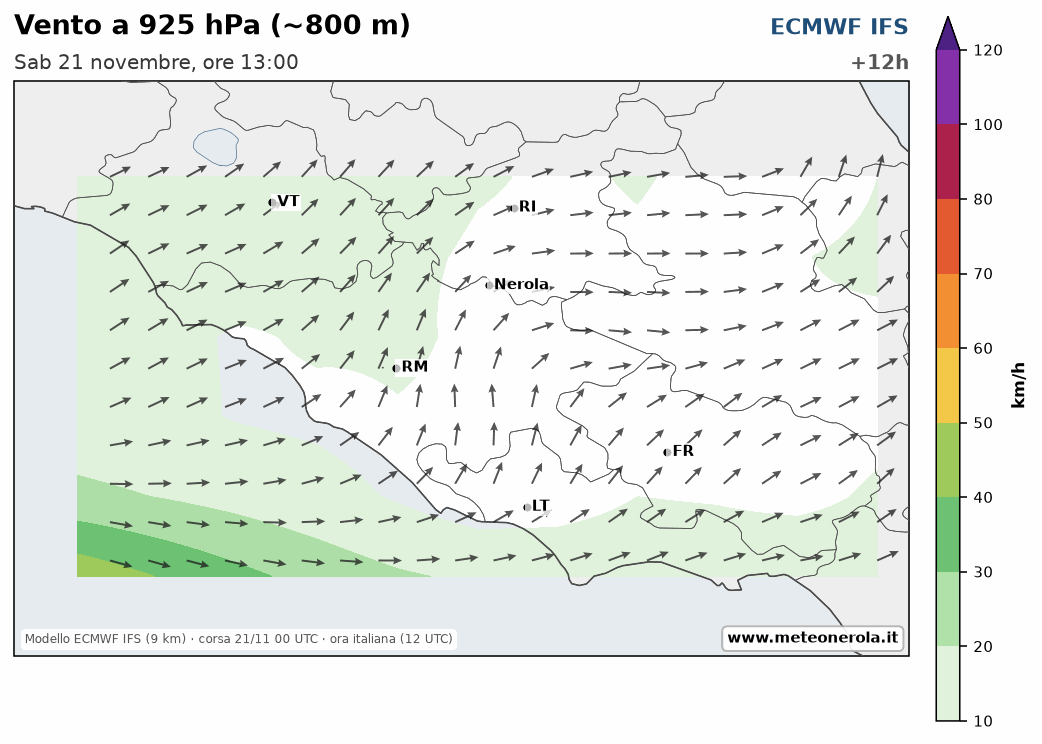 Vento a 925 hPa (~800 m)
ECMWF IFS
Sab 21 novembre, ore 13:00
+12h
VT
RI
Nerola
RM
FR
LT
120
100
80
70
60
50
40
30
20
10
km/h
Modello ECMWF IFS (9 km) · corsa 21/11 00 UTC · ora italiana (12 UTC)
www.meteonerola.it